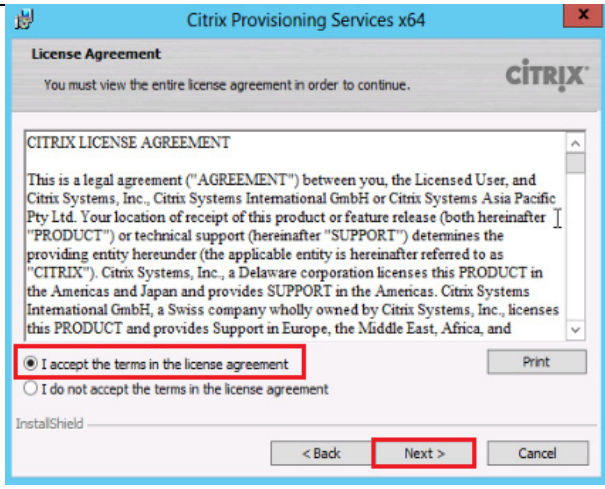 Citrix Provisioning Services x64
x
License Agreement
You must view the entire license agreement in order to continue.
CITRIX
CITRIX LICENSE AGREEMENT
This is a legal agreement ("AGREEMENT") between you, the Licensed User, and
Citrix Systems, Inc., Citrix Systems International GmbH or Citrix Systems Asia Pacific
Pty Ltd. Your location of receipt of this product or feature release (both hereinafter
"PRODUCT") or technical support (hereinafter "SUPPORT") determines the
providing entity hereunder (the applicable entity is hereinafter referred to as
"CITRIX"). Citrix Systems, Inc., a Delaware corporation licenses this PRODUCT in
the Americas and Japan and provides SUPPORT in the Americas. Citrix Systems
International GmbH, a Swiss company wholly owned by Citrix Systems, Inc., licenses
this PRODUCT and provides Support in Europe, the Middle East, Africa, and
I accept the terms in the license agreement
Print
I do not accept the terms in the license agreement
InstallShield
< Back
Next >
Cancel